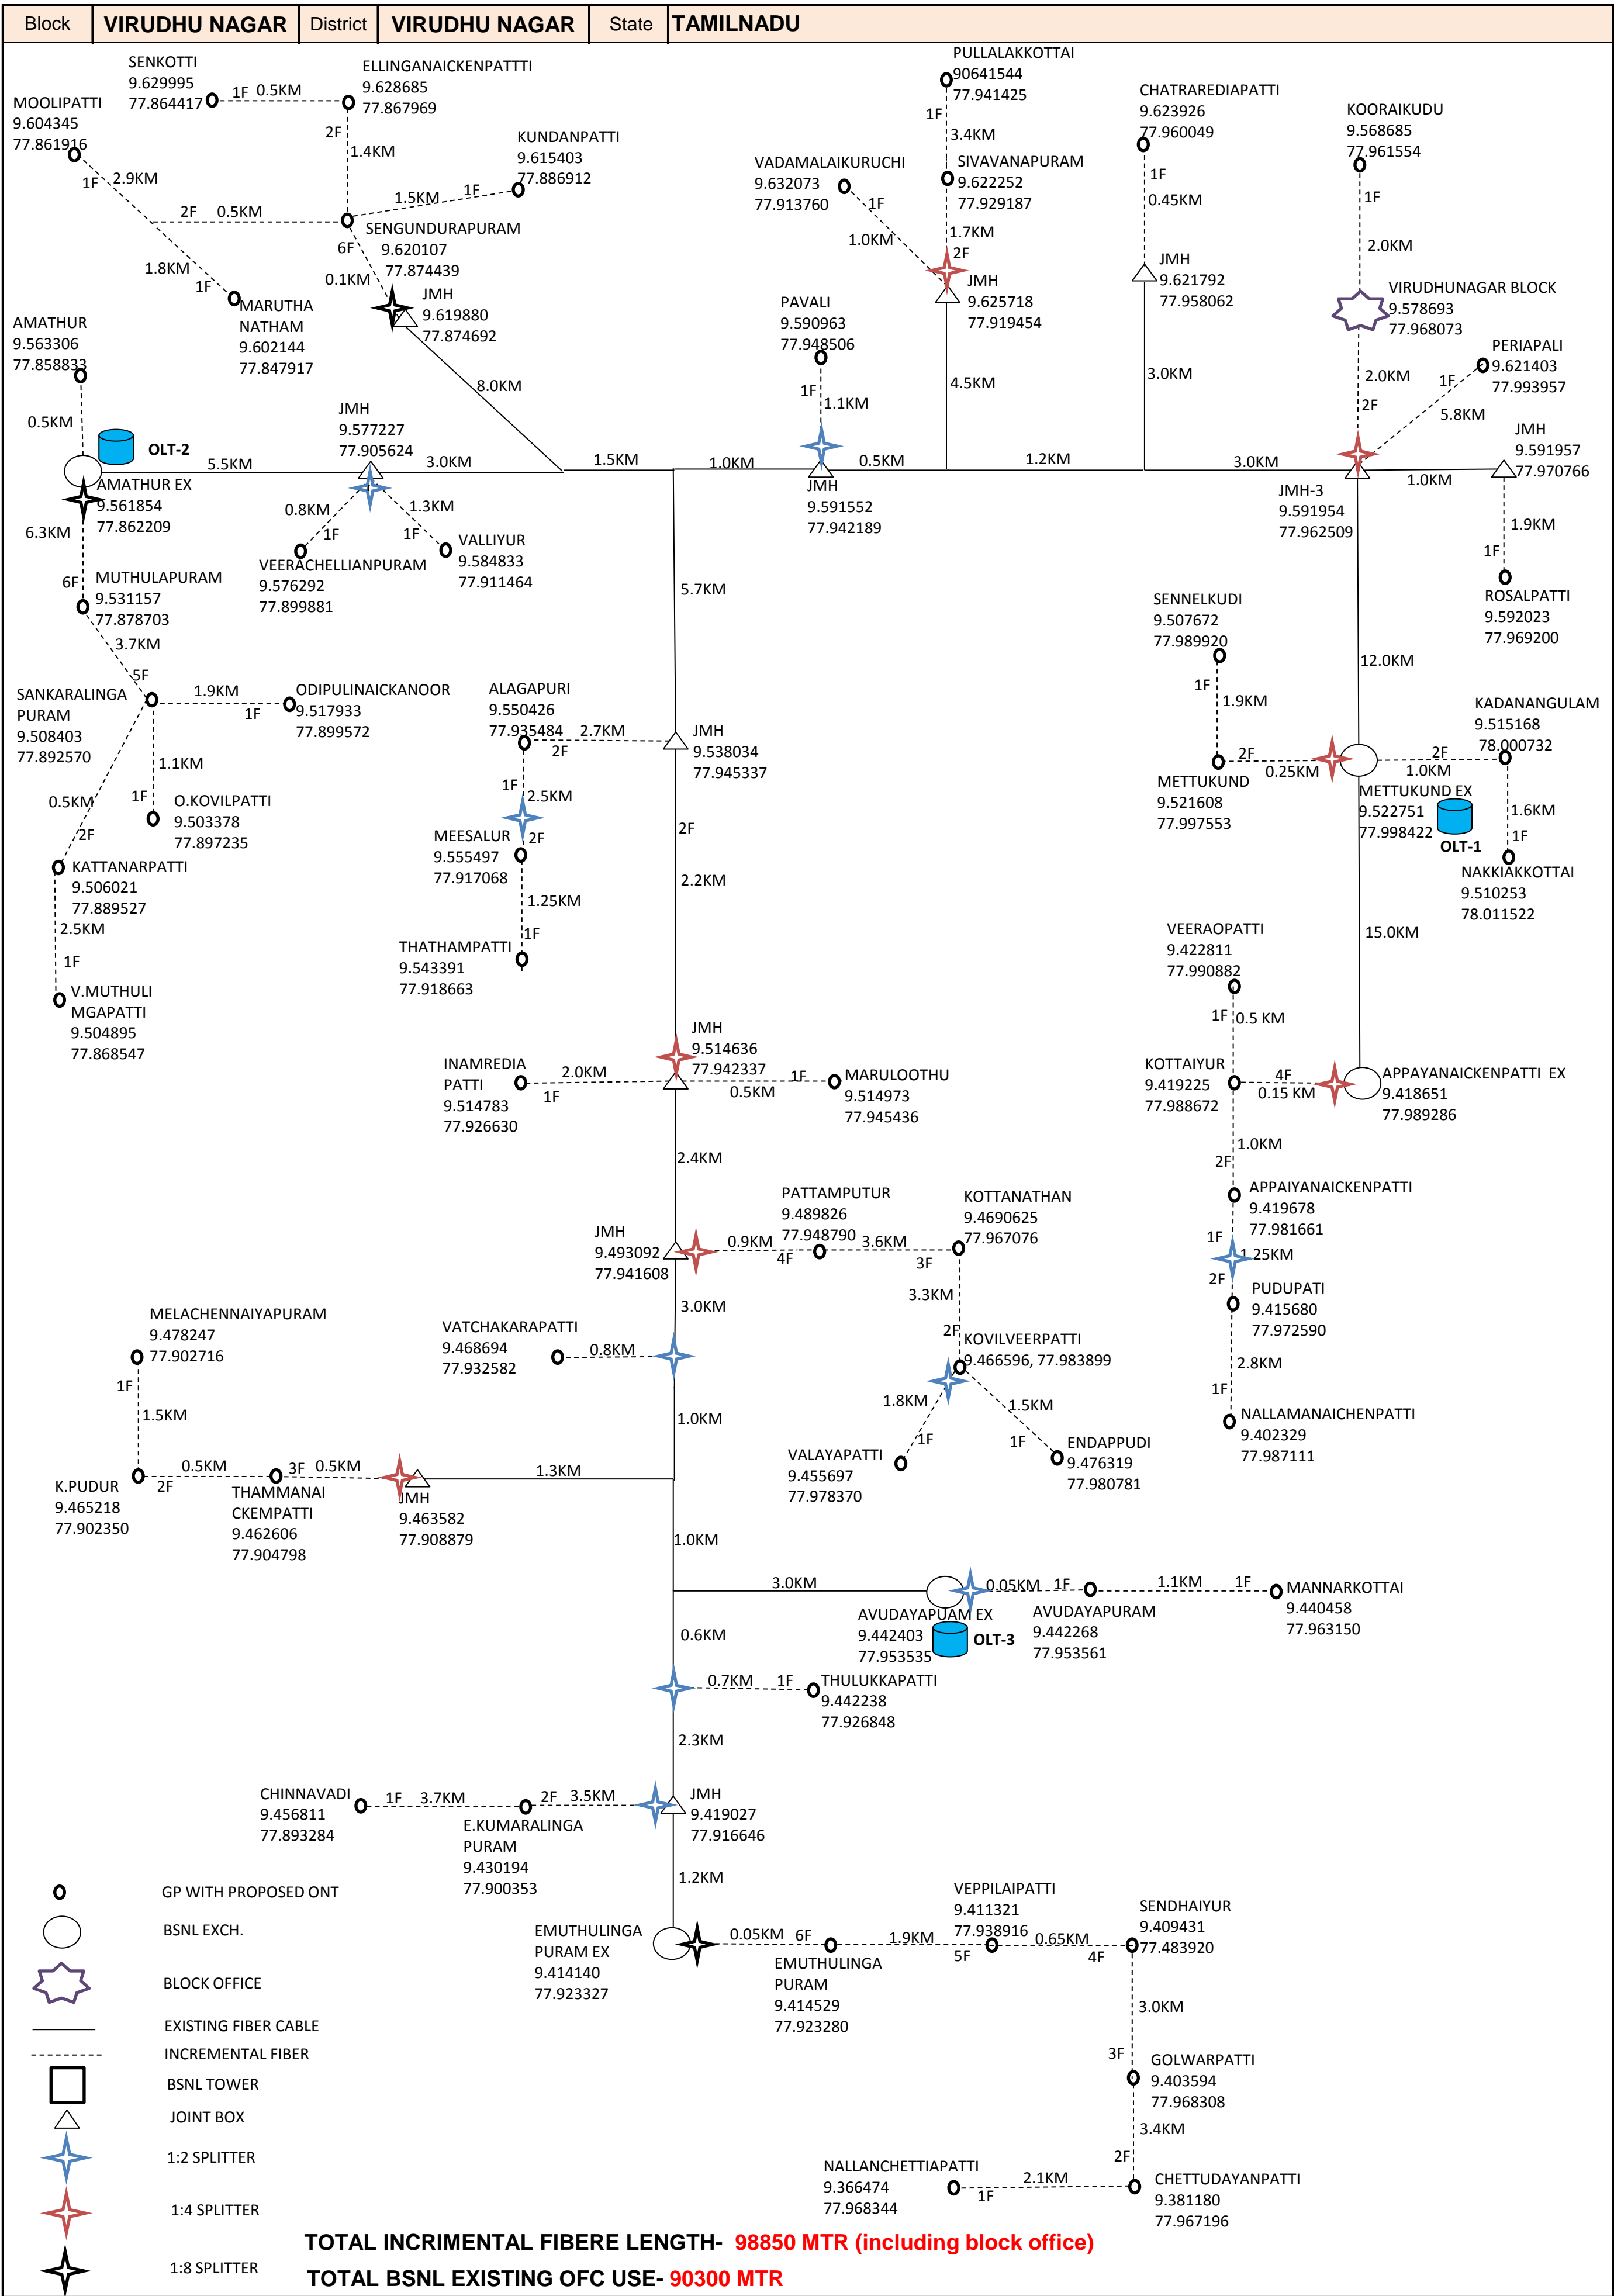 Block VIRUDHU NAGAR District VIRUDHU NAGAR State TAMILNADU
SENKOTTI
9.629995
77.864417
1F 0.5KM
ELLINGANAICKENPATTTI
9.628685
77.867969
MOOLIPATTI
9.604345
77.861916
1F
2.9KM
2F
1.4KM
KUNDANPATTI
9.615403
77.886912
1.5KM
1F
2F 0.5KM
SENGUNDURAPURAM
9.620107
77.874439
6F
0.1KM
1.8KM
1F
MARUTHA
NATHAM
9.602144
77.847917
JMH
9.619880
77.874692
8.0KM
PULLALAKKOTTAI
90641544
77.941425
1F
3.4KM
VADAMALAIKURUCHI
9.632073
77.913760
1F
1.0KM
SIVAVANAPURAM
9.622252
77.929187
1.7KM
2F
JMH
9.625718
77.919454
4.5KM
PAVALI
9.590963
77.948506
1F
1.1KM
CHATRAREDIAPATTI
9.623926
77.960049
1F
0.45KM
JMH
9.621792
77.958062
3.0KM
KOORAIKUDU
9.568685
77.961554
1F
2.0KM
VIRUDHUNAGAR BLOCK
9.578693
77.968073
2.0KM
2F
PERIAPALI
9.621403
77.993957
1F
5.8KM
JMH
9.591957
77.970766
AMATHUR
9.563306
77.858833
0.5KM
OLT-2
5.5KM
JMH
9.577227
77.905624
3.0KM
1.5KM
1.0KM
0.5KM
1.2KM
3.0KM
1.0KM
AMATHUR EX
9.561854
77.862209
6.3KM
6F
0.8KM
1F
1.3KM
1F
VEERACHELLIANPURAM
9.576292
77.899881
VALLIYUR
9.584833
77.911464
JMH
9.591552
77.942189
JMH-3
9.591954
77.962509
1.9KM
1F
ROSALPATTI
9.592023
77.969200
MUTHULAPURAM
9.531157
77.878703
3.7KM
5F
5.7KM
SENNELKUDI
9.507672
77.989920
1F
1.9KM
12.0KM
SANKARALINGA
PURAM
9.508403
77.892570
1.9KM
1F
ODIPULINAICKANOOR
9.517933
77.899572
ALAGAPURI
9.550426
77.935484
2.7KM
2F
JMH
9.538034
77.945337
KADANANGULAM
9.515168
78.000732
2F
0.25KM
2F
1.0KM
METTUKUND
9.521608
77.997553
METTUKUND EX
9.522751
77.998422
OLT-1
1.6KM
1F
NAKKIAKKOTTAI
9.510253
78.011522
1.1KM
1F
0.5KM
2F
O.KOVILPATTI
9.503378
77.897235
1F
2.5KM
2F
MEESALUR
9.555497
77.917068
2F
2.2KM
KATTANARPATTI
9.506021
77.889527
2.5KM
1F
1.25KM
1F
THATHAMPATTI
9.543391
77.918663
V.MUTHULI
MGAPATTI
9.504895
77.868547
15.0KM
VEERAOPATTI
9.422811
77.990882
1F 0.5 KM
JMH
9.514636
77.942337
INAMREDIA
PATTI
9.514783
77.926630
2.0KM
1F
1F
0.5KM
MARULOOTHU
9.514973
77.945436
KOTTAIYUR
9.419225
77.988672
4F
0.15 KM
APPAYANAICKENPATTI EX
9.418651
77.989286
2.4KM
1.0KM
2F
PATTAMPUTUR
9.489826
77.948790
KOTTANATHAN
9.4690625
77.967076
APPAIYANAICKENPATTI
9.419678
77.981661
JMH
9.493092
77.941608
0.9KM
4F
3.6KM
3F
1F
1.25KM
2F
PUDUPATI
9.415680
77.972590
3.0KM
3.3KM
2F
MELACHENNAIYAPURAM
9.478247
77.902716
VATCHAKARAPATTI
9.468694
77.932582
0.8KM
KOVILVEERPATTI
9.466596, 77.983899
2.8KM
1F
1F
1.5KM
1.0KM
1.8KM
1F
1.5KM
1F
NALLAMANAICHENPATTI
9.402329
77.987111
VALAYAPATTI
9.455697
77.978370
ENDAPPUDI
9.476319
77.980781
0.5KM
2F
3F 0.5KM
1.3KM
K.PUDUR
9.465218
77.902350
THAMMANAI
CKEMPATTI
9.462606
77.904798
JMH
9.463582
77.908879
1.0KM
3.0KM
0.05KM 1F
1.1KM 1F
MANNARKOTTAI
9.440458
77.963150
AVUDAYAPUAM EX
9.442403
77.953535
OLT-3
AVUDAYAPURAM
9.442268
77.953561
0.6KM
0.7KM 1F
THULUKKAPATTI
9.442238
77.926848
2.3KM
CHINNAVADI
9.456811
77.893284
1F 3.7KM
2F 3.5KM
JMH
9.419027
77.916646
E.KUMARALINGA
PURAM
9.430194
77.900353
1.2KM
EMUTHULINGA
PURAM EX
9.414140
77.923327
0.05KM 6F
VEPPILAIPATTI
9.411321
77.938916
1.9KM
5F
0.65KM
4F
SENDHAIYUR
9.409431
77.483920
EMUTHULINGA
PURAM
9.414529
77.923280
3.0KM
3F
GOLWARPATTI
9.403594
77.968308
3.4KM
2F
NALLANCHETTIAPATTI
9.366474
77.968344
2.1KM
1F
CHETTUDAYANPATTI
9.381180
77.967196
GP WITH PROPOSED ONT
BSNL EXCH.
BLOCK OFFICE
EXISTING FIBER CABLE
INCREMENTAL FIBER
BSNL TOWER
JOINT BOX
1:2 SPLITTER
1:4 SPLITTER
1:8 SPLITTER
TOTAL INCRIMENTAL FIBERE LENGTH- 98850 MTR (including block office)
TOTAL BSNL EXISTING OFC USE- 90300 MTR